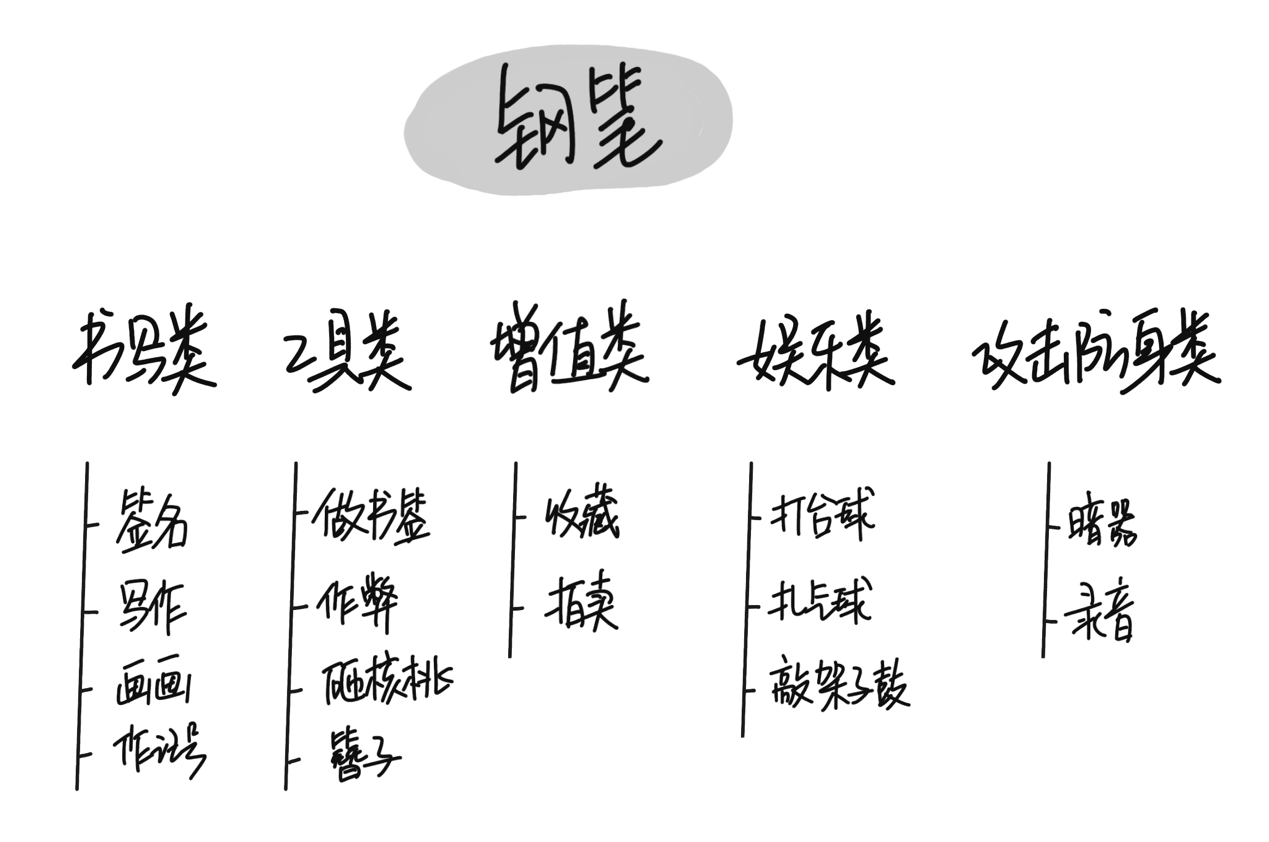 钢笔
书写类
工具类
增值类
娱乐类
攻击防身类
签名
写作
画画
作记号
做书签
作弊
砸核桃
簪子
收藏
拍卖
打台球
扎气球
敲架子鼓
暗器
录音